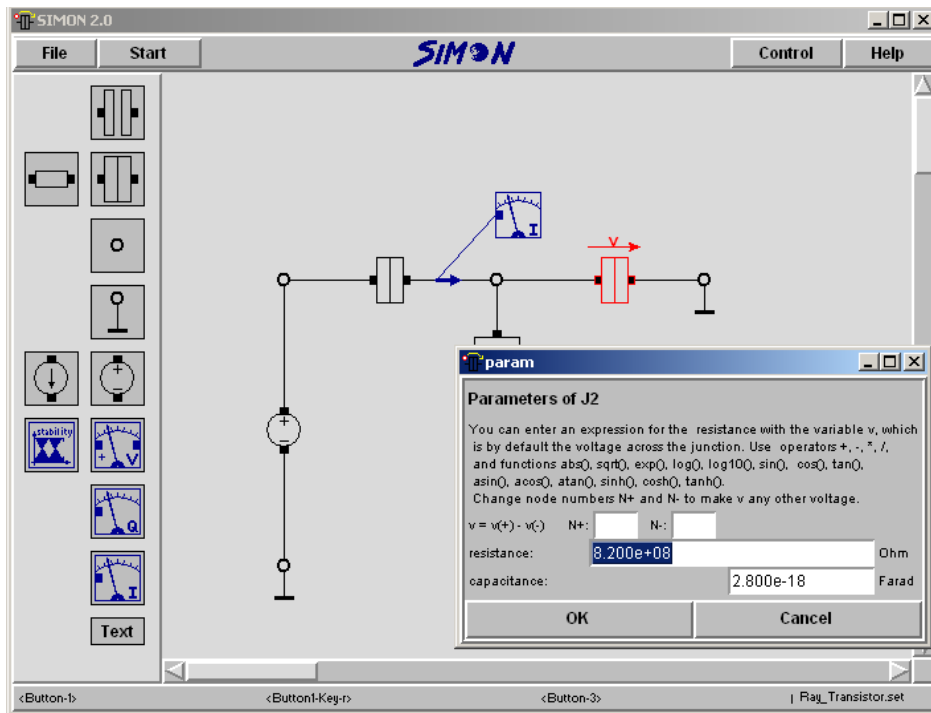 SIMON 2.0
File Start SIMON Control Help
I
v
param
Parameters of J2
You can enter an expression for the resistance with the variable v, which
is by default the voltage across the junction. Use operators +, -, *, /,
and functions abs(), sqrt(), exp(), log(), log10(), sin(), cos(), tan(),
asin(), acos(), atan(), sinh(), cosh(), tanh().
Change node numbers N+ and N- to make v any other voltage.
v = v(+) - v(-) N+: N-:
resistance: 8.200e+08 Ohm
capacitance: 2.800e-18 Farad
OK Cancel
stability
V
Q
I
Text
<Button-1> <Button1-Key-r> <Button-3> Ray_Transistor.set